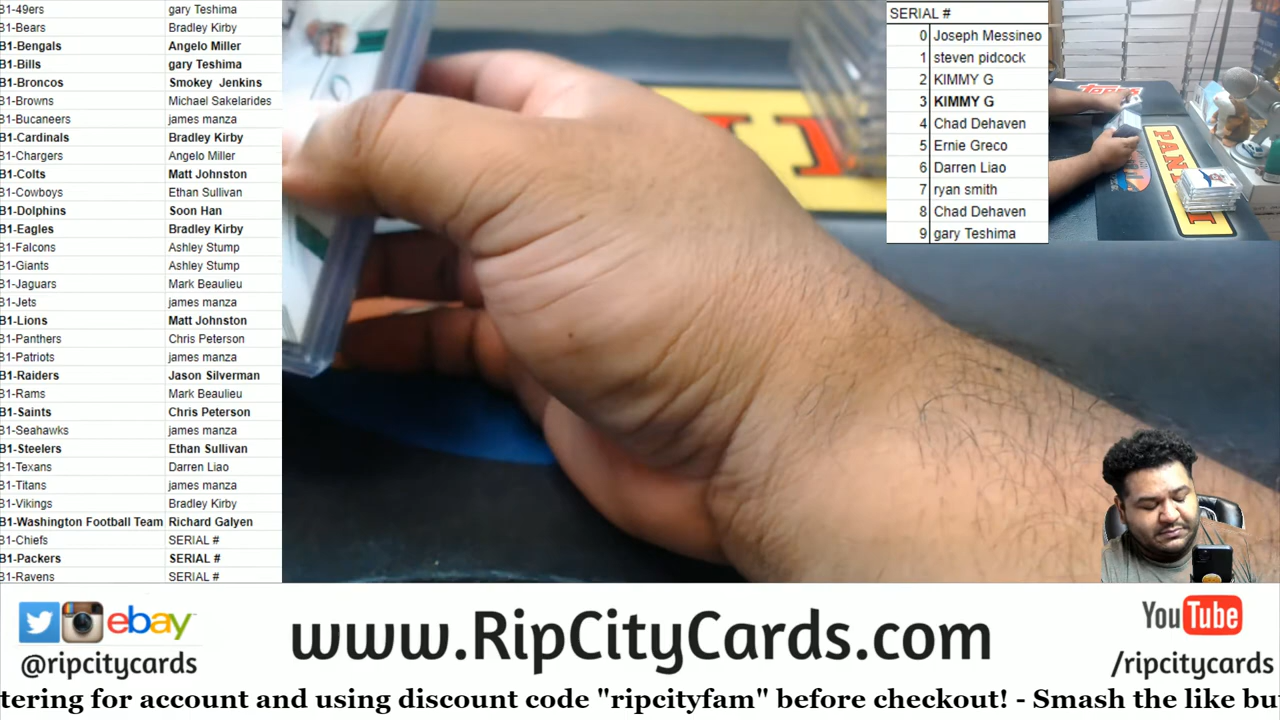 B1-49ers gary Teshima
B1-Bears Bradley Kirby
B1-Bengals Angelo Miller
B1-Bills gary Teshima
B1-Broncos Smokey Jenkins
B1-Browns Michael Sakelarides
B1-Bucaneers james manza
B1-Cardinals Bradley Kirby
B1-Chargers Angelo Miller
B1-Colts Matt Johnston
B1-Cowboys Ethan Sullivan
B1-Dolphins Soon Han
B1-Eagles Bradley Kirby
B1-Falcons Ashley Stump
B1-Giants Ashley Stump
B1-Jaguars Mark Beaulieu
B1-Jets james manza
B1-Lions Matt Johnston
B1-Panthers Chris Peterson
B1-Patriots james manza
B1-Raiders Jason Silverman
B1-Rams Mark Beaulieu
B1-Saints Chris Peterson
B1-Seahawks james manza
B1-Steelers Ethan Sullivan
B1-Texans Darren Liao
B1-Titans james manza
B1-Vikings Bradley Kirby
B1-Washington Football Team Richard Galyen
B1-Chiefs SERIAL #
B1-Packers SERIAL #
B1-Ravens SERIAL #
SERIAL #
0 Joseph Messineo
1 steven pidcock
2 KIMMY G
3 KIMMY G
4 Chad Dehaven
5 Ernie Greco
6 Darren Liao
7 ryan smith
8 Chad Dehaven
9 gary Teshima
Topps
PANINI
ebay
@ripcitycards
www.RipCityCards.com
YouTube
/ripcitycards
tering for account and using discount code "ripcityfam" before checkout! - Smash the like bu